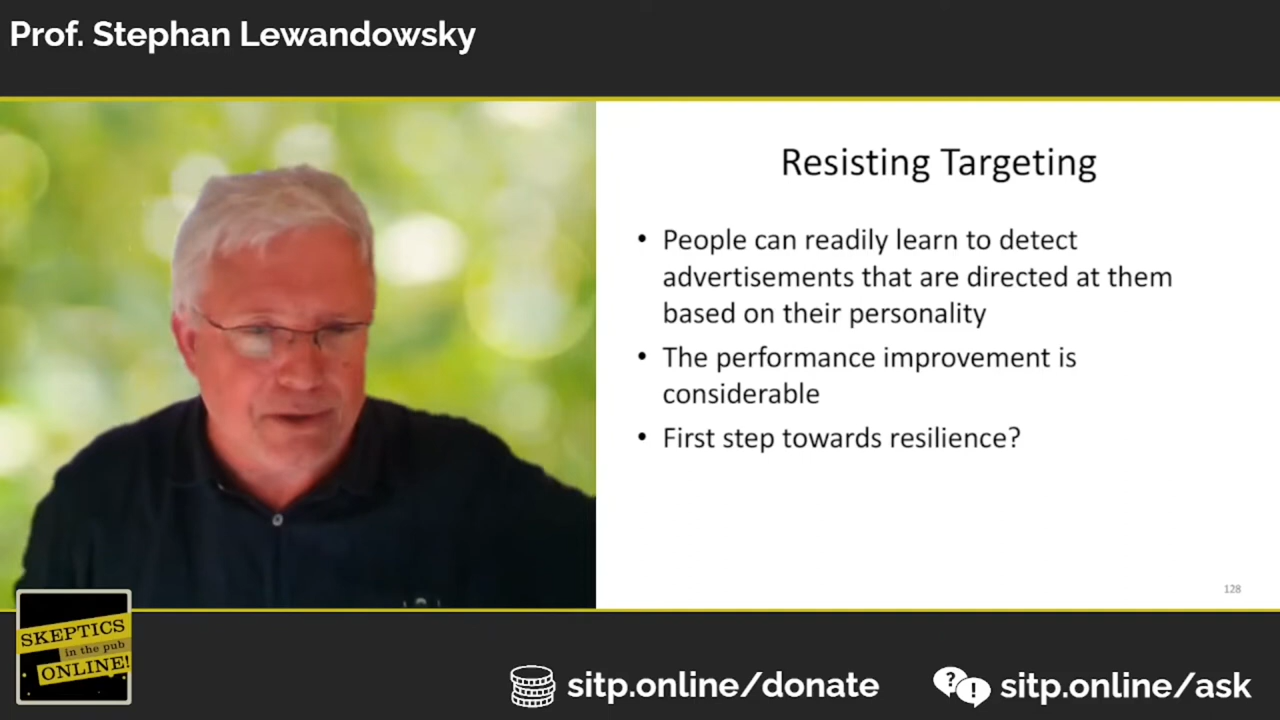 Prof. Stephan Lewandowsky
Resisting Targeting
• People can readily learn to detect
advertisements that are directed at them
based on their personality
• The performance improvement is
considerable
• First step towards resilience?
128
SKEPTICS
in the pub
ONLINE!
sitp.online/donate
sitp.online/ask